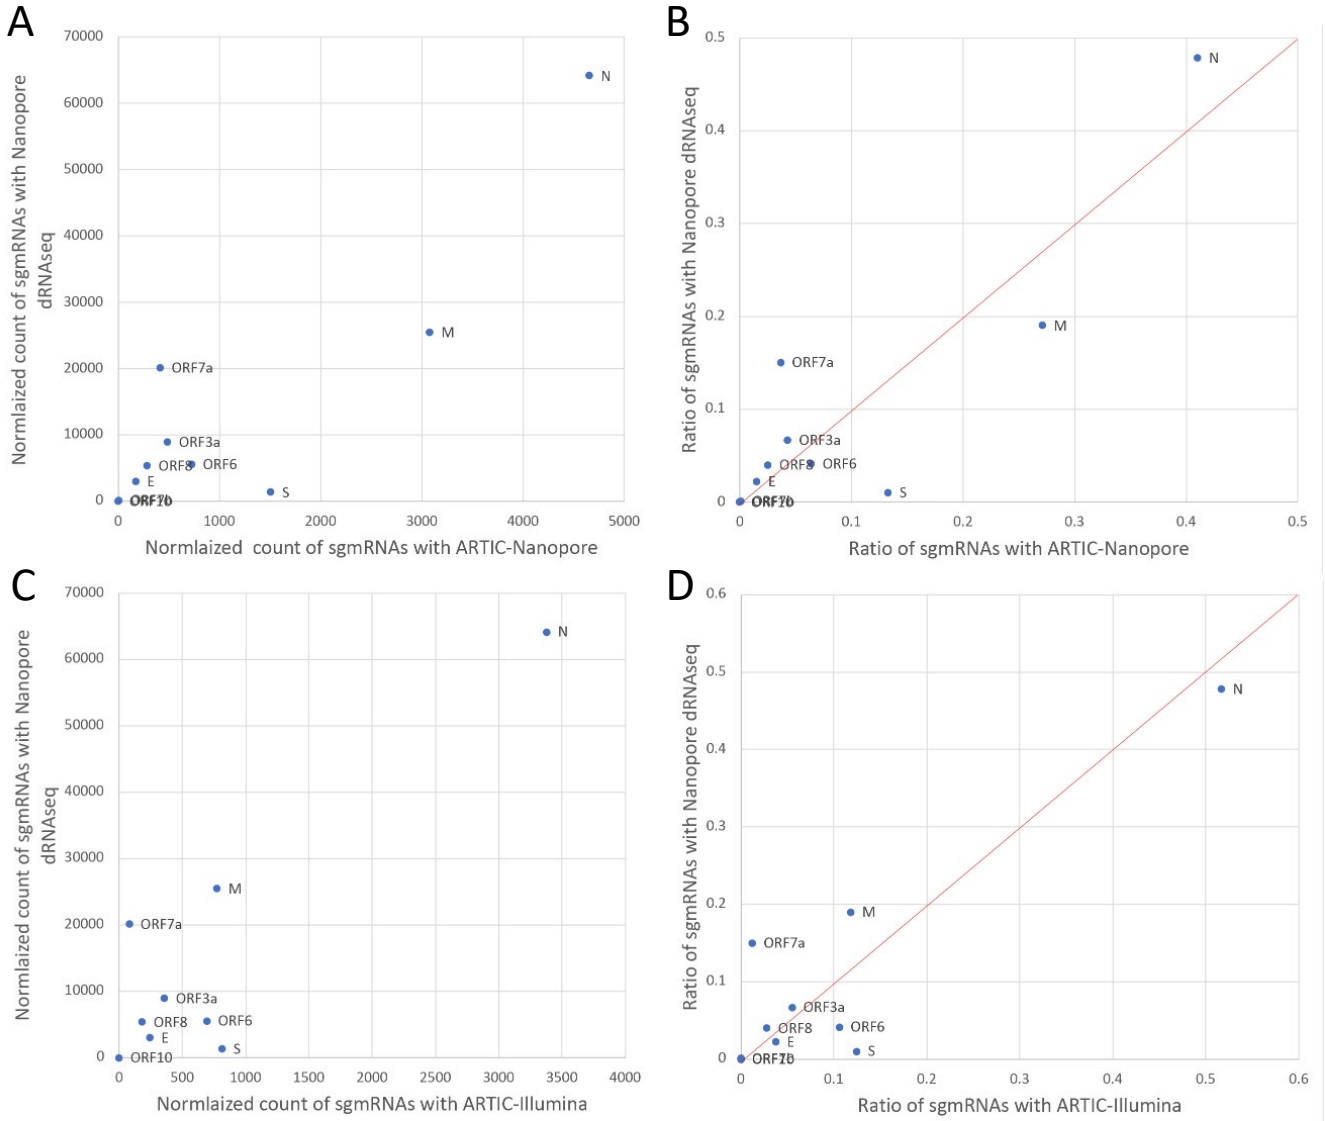 A
70000
60000
50000
40000
30000
20000
10000
0
0 1000 2000 3000 4000 5000
Normlaized count of sgmRNAs with Nanopore
dRNAseq
Normlaized count of sgmRNAs with ARTIC-Nanopore
N
M
ORF7a
ORF3a
ORF8 ORF6
E
S
B
0.5
0.4
0.3
0.2
0.1
0
0 0.1 0.2 0.3 0.4 0.5
Ratio of sgmRNAs with Nanopore dRNAseq
Ratio of sgmRNAs with ARTIC-Nanopore
N
M
ORF7a
ORF3a
ORF8 ORF6
E
S
C
70000
60000
50000
40000
30000
20000
10000
0
0 500 1000 1500 2000 2500 3000 3500 4000
Normlaized count of sgmRNAs with Nanopore
dRNAseq
Normlaized count of sgmRNAs with ARTIC-Illumina
N
M
ORF7a
ORF3a
ORF8 ORF6
E
S
ORF10
D
0.6
0.5
0.4
0.3
0.2
0.1
0
0 0.1 0.2 0.3 0.4 0.5 0.6
Ratio of sgmRNAs with Nanopore dRNAseq
Ratio of sgmRNAs with ARTIC-Illumina
N
M
ORF7a
ORF3a
ORF8 ORF6
E
S